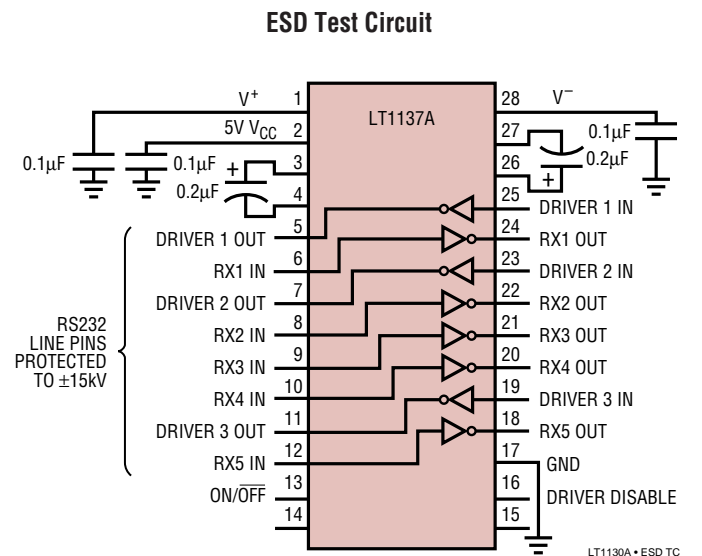 ESD Test Circuit
LT1137A
V+ 1
5V VCC 2
3
4
0.1µF
0.1µF
+
0.2µF
DRIVER 1 OUT 5
RX1 IN 6
DRIVER 2 OUT 7
RX2 IN 8
RX3 IN 9
RX4 IN 10
DRIVER 3 OUT 11
RX5 IN 12
ON/OFF 13
14
RS232
LINE PINS
PROTECTED
TO ±15kV
28 V–
27
26
0.1µF
0.2µF
+
25 DRIVER 1 IN
24 RX1 OUT
23 DRIVER 2 IN
22 RX2 OUT
21 RX3 OUT
20 RX4 OUT
19 DRIVER 3 IN
18 RX5 OUT
17 GND
16 DRIVER DISABLE
15
LT1130A • ESD TC